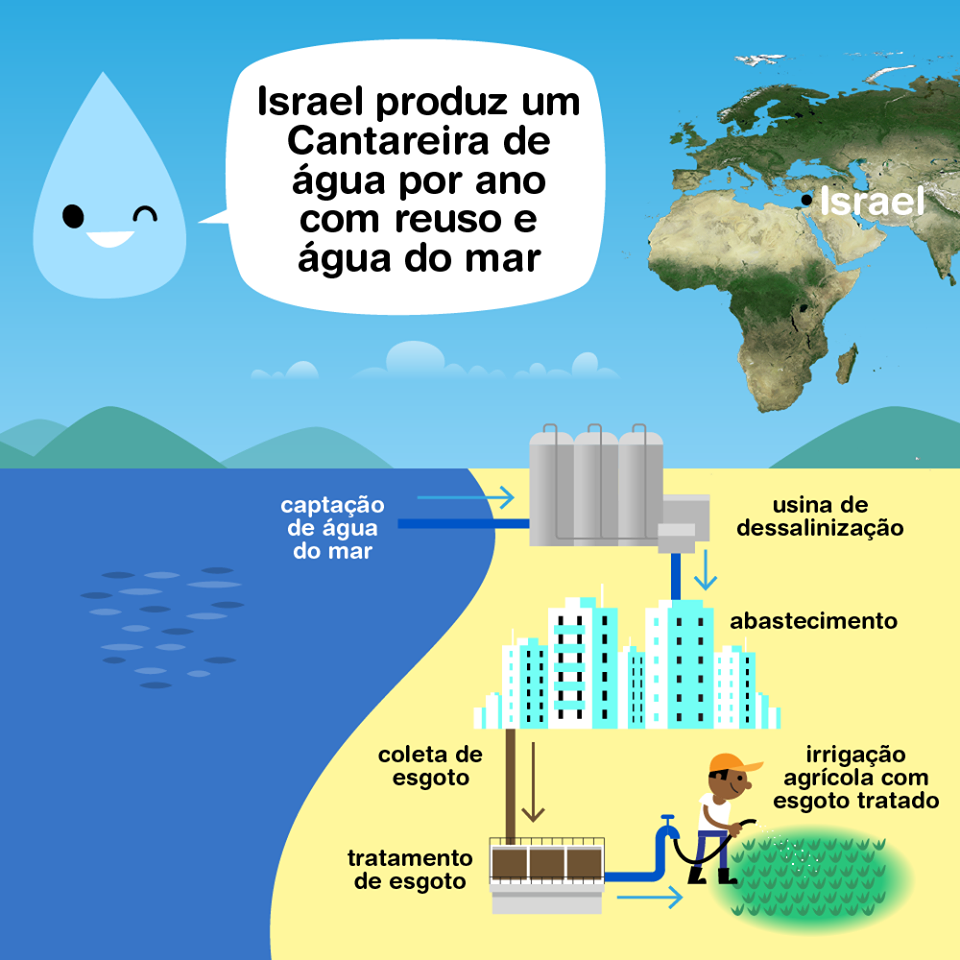 Israel produz um
Cantareira de
água por ano
com reuso e
água do mar
Israel
captação
de água
do mar
usina de
dessalinização
abastecimento
coleta de
esgoto
irrigação
agrícola com
esgoto tratado
tratamento
de esgoto